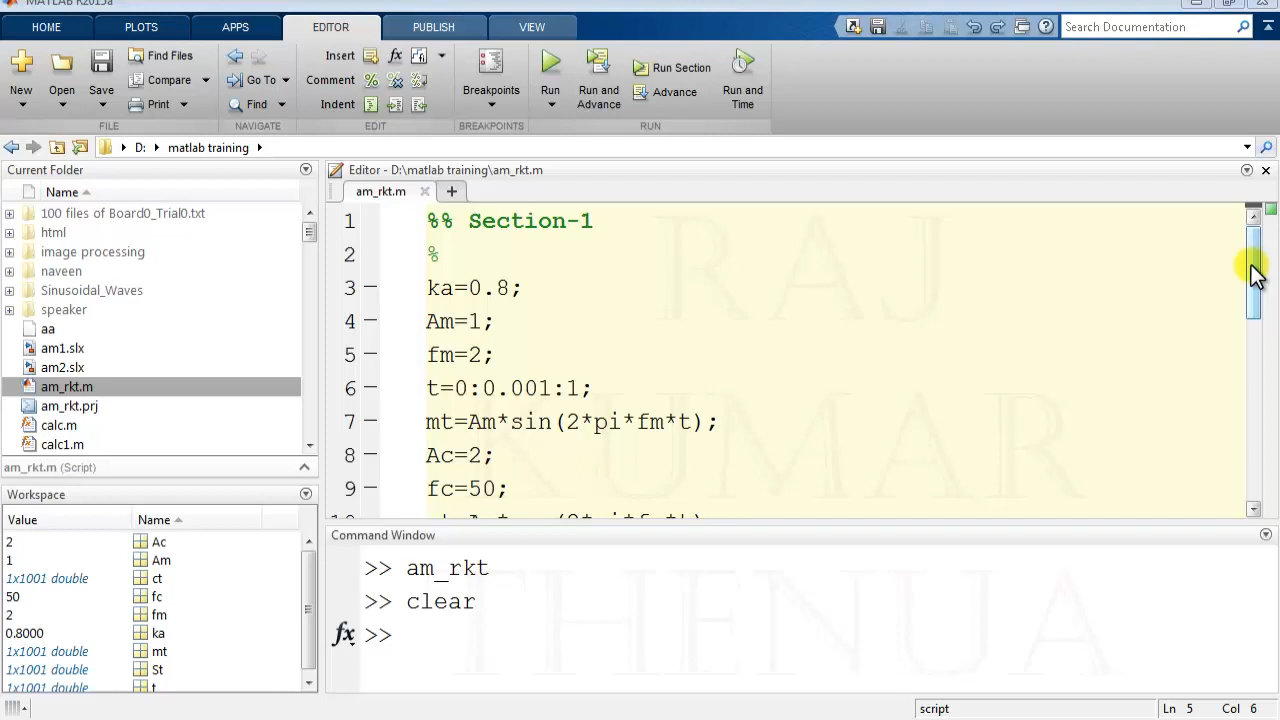 MATLAB R2015a
HOME PLOTS APPS EDITOR PUBLISH VIEW
Search Documentation
New Open Save
Find Files
Compare
Print
FILE
Go To
Find
NAVIGATE
Insert fx
Comment
Indent
EDIT
Breakpoints
BREAKPOINTS
Run
Run and Advance
Run Section
Advance
Run and Time
RUN
D: matlab training
Current Folder
Name
100 files of Board0_Trial0.txt
html
image processing
naveen
Sinusoidal_Waves
speaker
aa
am1.slx
am2.slx
am_rkt.m
am_rkt.prj
calc.m
calc1.m
am_rkt.m (Script)
Workspace
Value Name
2 Ac
1 Am
1x1001 double ct
50 fc
2 fm
0.8000 ka
1x1001 double mt
1x1001 double St
1x1001 double t
Editor - D:\matlab training\am_rkt.m
am_rkt.m
1 %% Section-1
2 %
3 ka=0.8;
4 Am=1;
5 fm=2;
6 t=0:0.001:1;
7 mt=Am*sin(2*pi*fm*t);
8 Ac=2;
9 fc=50;
Command Window
>> am_rkt
>> clear
fx >>
RAJ
KUMAR
THENUA
script
Ln 5 Col 6